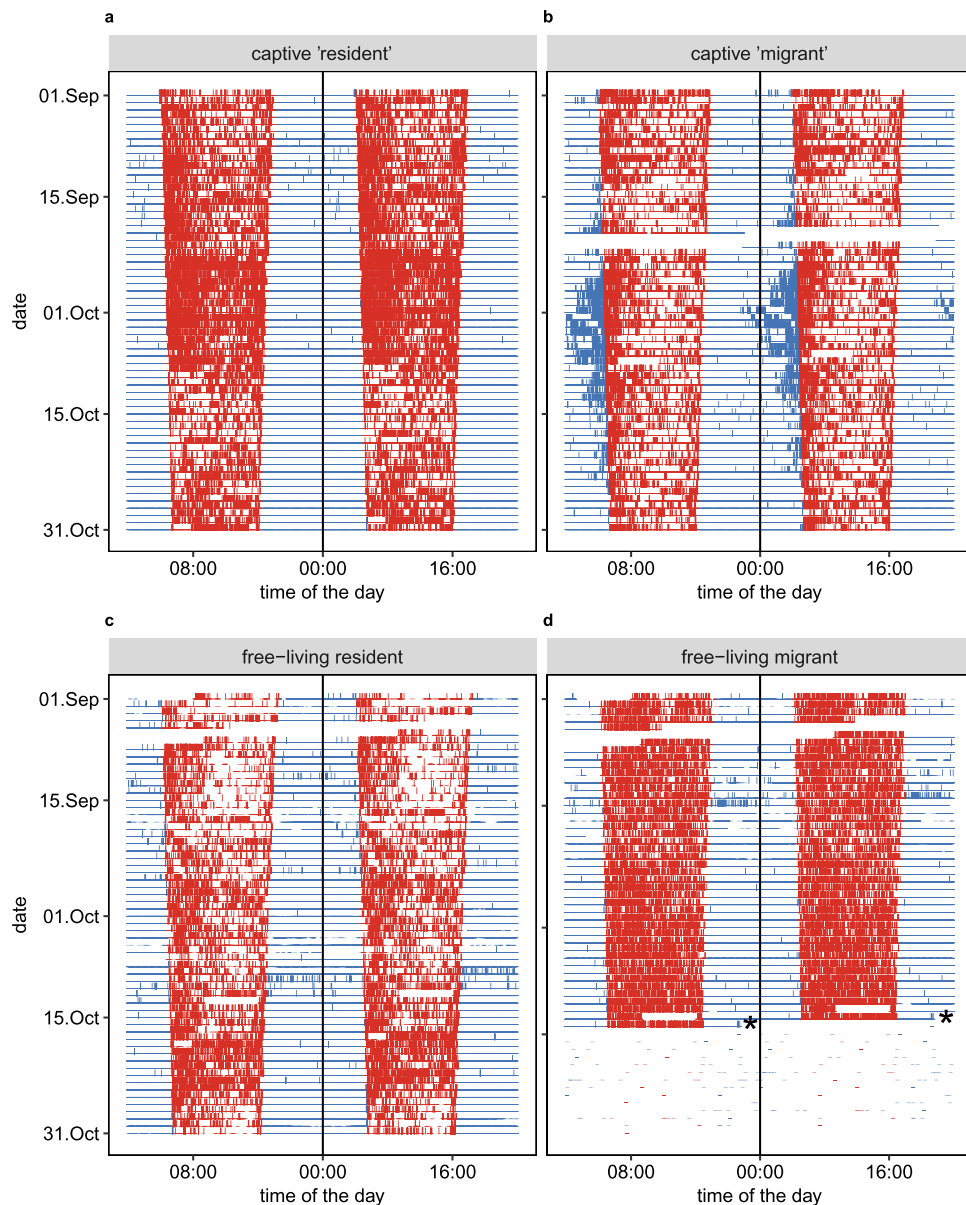 a
captive ’resident’
b
captive ’migrant’
date
01.Sep
15.Sep
01.Oct
15.Oct
31.Oct
08:00 00:00 16:00
time of the day
08:00 00:00 16:00
time of the day
c
free−living resident
d
free−living migrant
date
01.Sep
15.Sep
01.Oct
15.Oct
31.Oct
* *
08:00 00:00 16:00
time of the day
08:00 00:00 16:00
time of the day